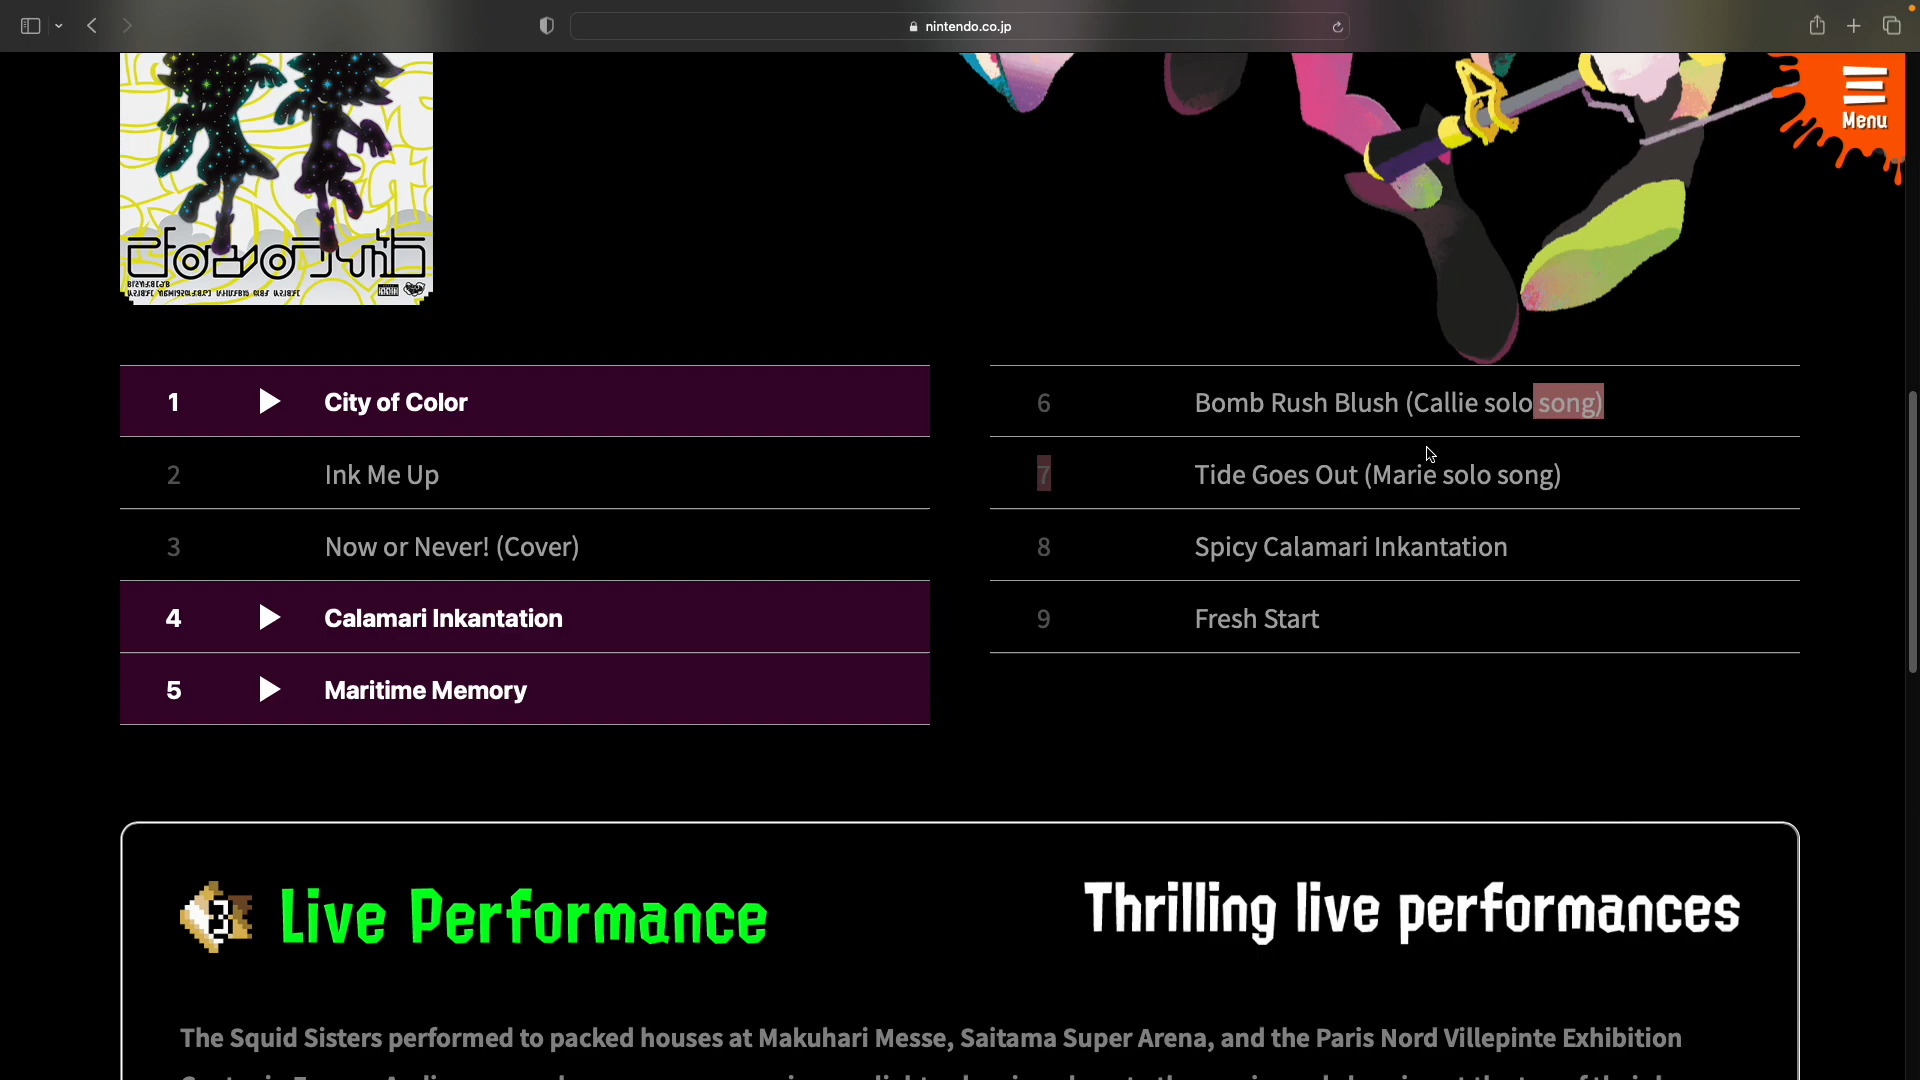 nintendo.co.jp
Menu
1 City of Color
2 Ink Me Up
3 Now or Never! (Cover)
4 Calamari Inkantation
5 Maritime Memory
6 Bomb Rush Blush (Callie solo song)
7 Tide Goes Out (Marie solo song)
8 Spicy Calamari Inkantation
9 Fresh Start
3 Live Performance
Thrilling live performances
The Squid Sisters performed to packed houses at Makuhari Messe, Saitama Super Arena, and the Paris Nord Villepinte Exhibition